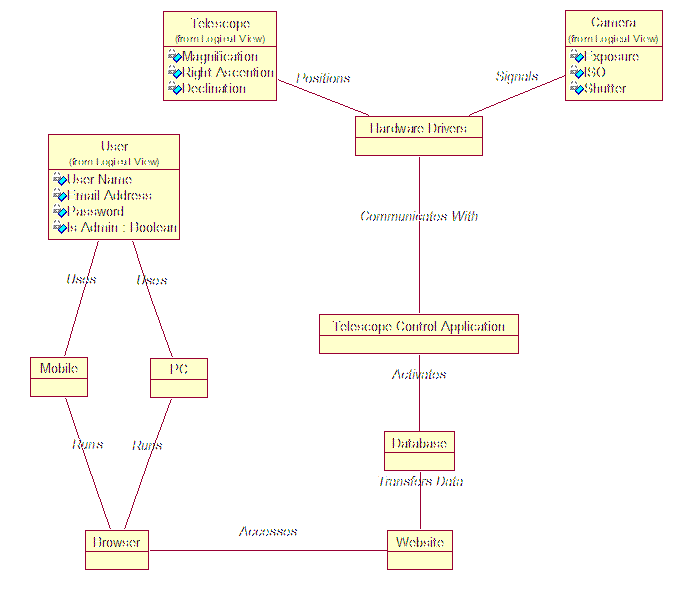 Telescope
(from Logical View)
Magnification
Right Ascention
Declination
Camera
(from Logical View)
Exposure
ISO
Shutter
Positions
Signals
Hardware Drivers
User
(from Logical View)
User Name
Email Address
Password
Is Admin : Boolean
Communicates With
Uses
Uses
Telescope Control Application
Mobile
PC
Activates
Runs
Runs
Database
Transfers Data
Browser
Accesses
Website